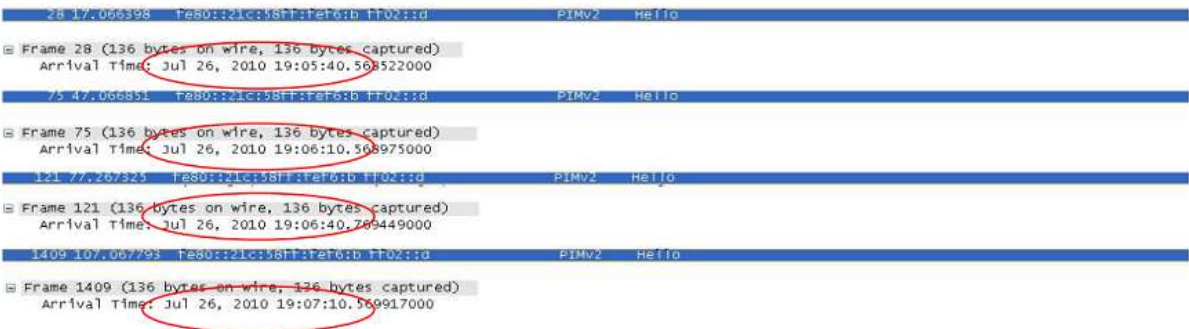 28 17.066398 fe80::21c:58ff:fef6:b ff02::d PIMv2 Hello
Frame 28 (136 bytes on wire, 136 bytes captured)
Arrival Time: Jul 26, 2010 19:05:40.568522000
75 47.066851 fe80::21c:58ff:fef6:b ff02::d PIMv2 Hello
Frame 75 (136 bytes on wire, 136 bytes captured)
Arrival Time: Jul 26, 2010 19:06:10.568975000
121 77.267325 fe80::21c:58ff:fef6:b ff02::d PIMv2 Hello
Frame 121 (136 bytes on wire, 136 bytes captured)
Arrival Time: Jul 26, 2010 19:06:40.769449000
1409 107.067793 fe80::21c:58ff:fef6:b ff02::d PIMv2 Hello
Frame 1409 (136 bytes on wire, 136 bytes captured)
Arrival Time: Jul 26, 2010 19:07:10.569917000